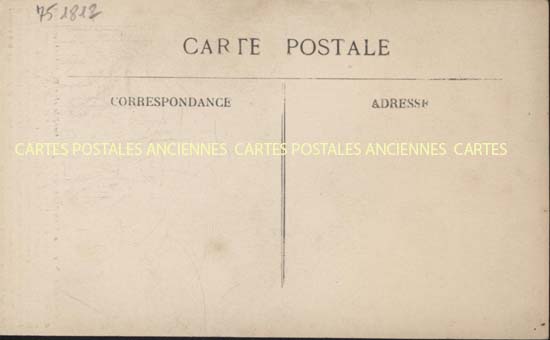 75 1812
CARTE POSTALE
CORRESPONDANCE
ADRESSE
CARTES POSTALES ANCIENNES CARTES POSTALES ANCIENNES CARTES